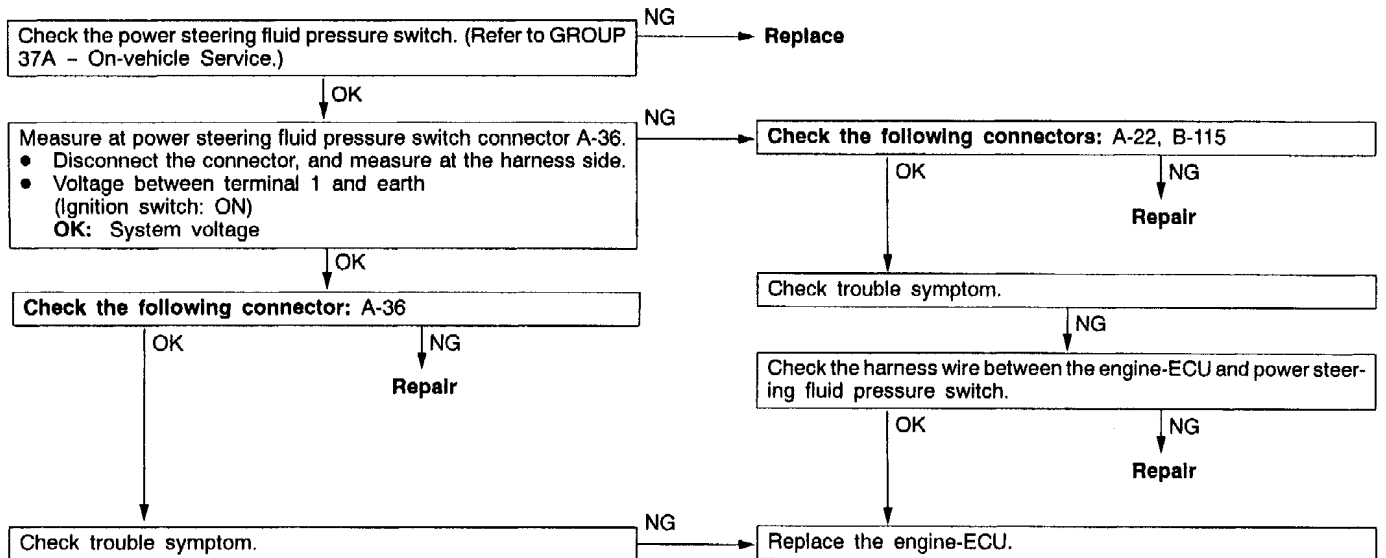 Check the power steering fluid pressure switch. (Refer to GROUP
37A – On-vehicle Service.)
NG
Replace
OK
Measure at power steering fluid pressure switch connector A-36.
● Disconnect the connector, and measure at the harness side.
● Voltage between terminal 1 and earth
(Ignition switch: ON)
OK: System voltage
NG
Check the following connectors: A-22, B-115
OK
NG
Repair
OK
Check the following connector: A-36
OK
NG
Repair
Check trouble symptom.
NG
Check the harness wire between the engine-ECU and power steer-
ing fluid pressure switch.
OK
NG
Repair
Check trouble symptom.
NG
Replace the engine-ECU.